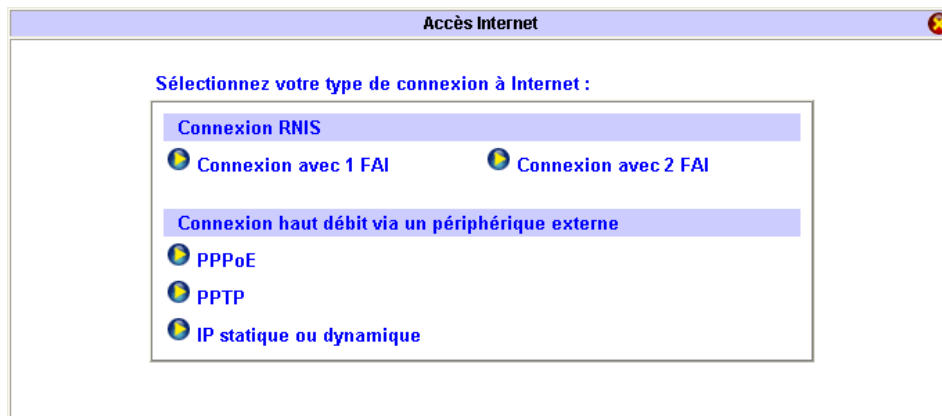 Accès Internet
Sélectionnez votre type de connexion à Internet :
Connexion RNIS
Connexion avec 1 FAI Connexion avec 2 FAI
Connexion haut débit via un périphérique externe
PPPoE
PPTP
IP statique ou dynamique